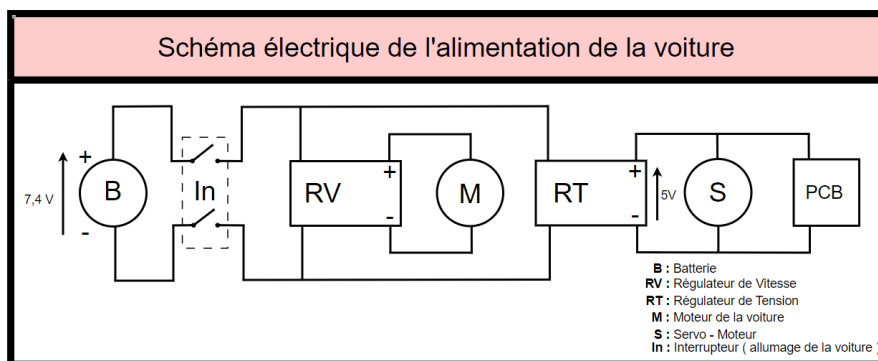 Schéma électrique de l'alimentation de la voiture
7,4 V
+
-
B
In
RV
+
-
M
RT
+
-
5V
S
PCB
B : Batterie
RV : Régulateur de Vitesse
RT : Régulateur de Tension
M : Moteur de la voiture
S : Servo - Moteur
In : Interrupteur ( allumage de la voiture )